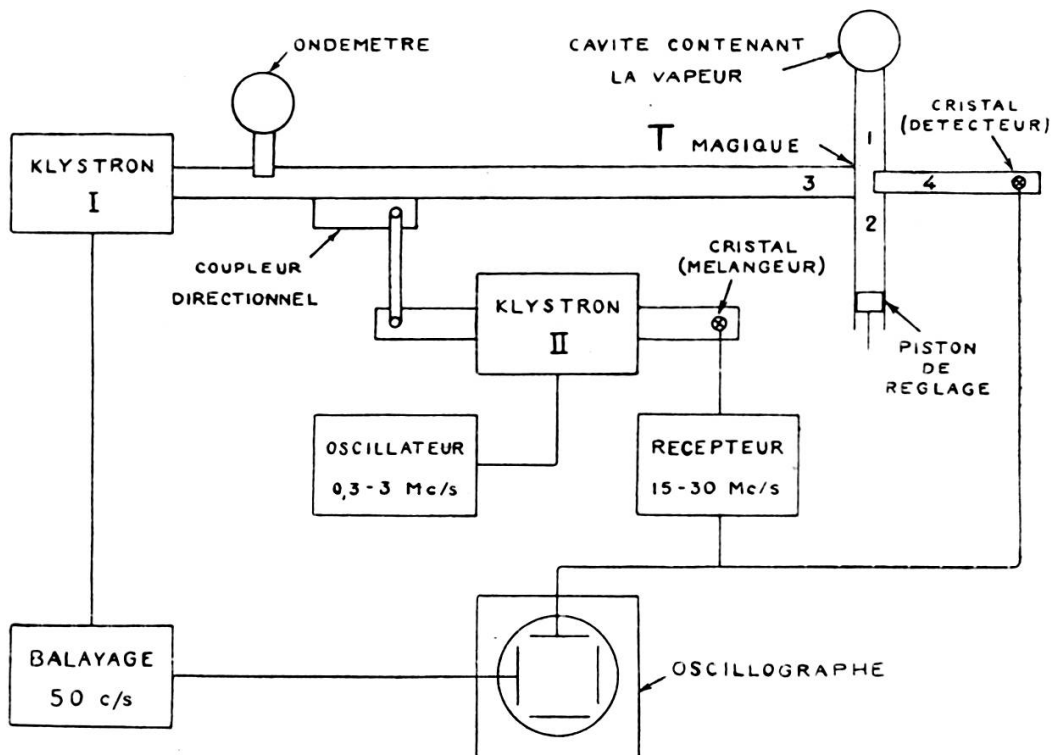 ONDEMETRE
CAVITE CONTENANT
LA VAPEUR
CRISTAL
(DETECTEUR)
T MAGIQUE
KLYSTRON
I
1
3
4
2
COUPLEUR
DIRECTIONNEL
CRISTAL
(MELANGEUR)
KLYSTRON
II
PISTON
DE
REGLAGE
OSCILLATEUR
0,3-3 Mc/s
RECEPTEUR
15-30 Mc/s
BALAYAGE
50 c/s
OSCILLOGRAPHE